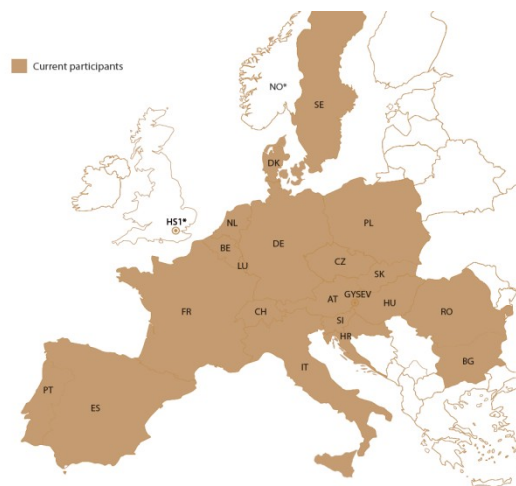 Current participants
NO*
SE
DK
HS1*
NL
PL
BE
DE
LU
CZ
SK
AT
GYSEV
HU
FR
CH
SI
RO
HR
IT
BG
PT
ES